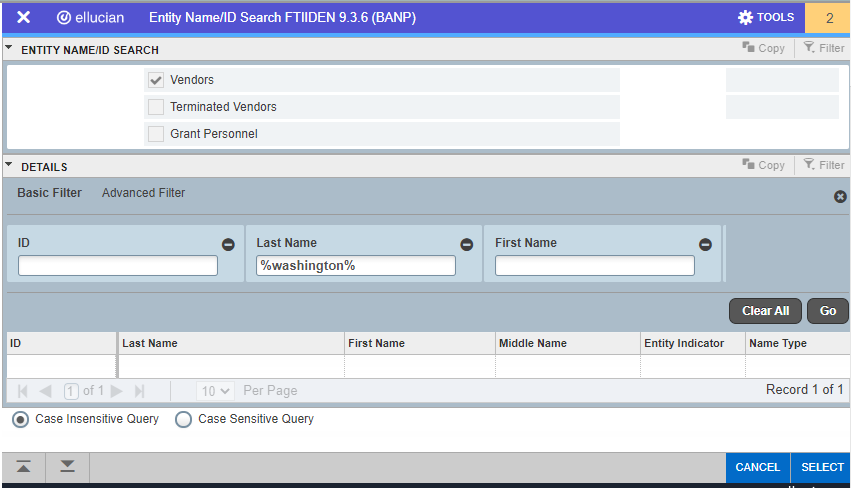 ellucian Entity Name/ID Search FTIIDEN 9.3.6 (BANP) TOOLS 2
ENTITY NAME/ID SEARCH Copy Filter
Vendors
Terminated Vendors
Grant Personnel
DETAILS Copy Filter
Basic Filter Advanced Filter
ID Last Name First Name
%washington%
Clear All Go
ID Last Name First Name Middle Name Entity Indicator Name Type
1 of 1 10 Per Page Record 1 of 1
Case Insensitive Query Case Sensitive Query
CANCEL SELECT